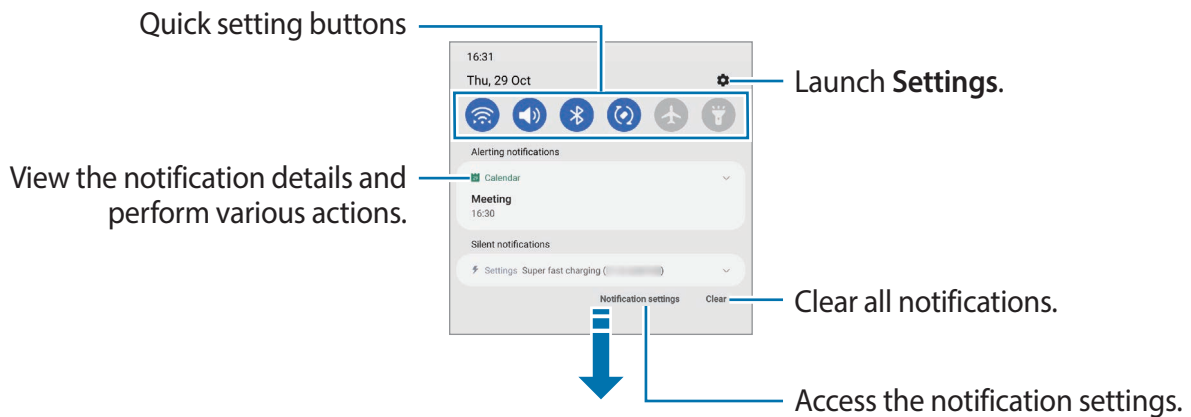 Quick setting buttons
16:31
Thu, 29 Oct
Launch Settings.
Alerting notifications
View the notification details and
perform various actions.
Calendar
Meeting
16:30
Silent notifications
Settings Super fast charging ( )
Notification settings Clear
Clear all notifications.
Access the notification settings.